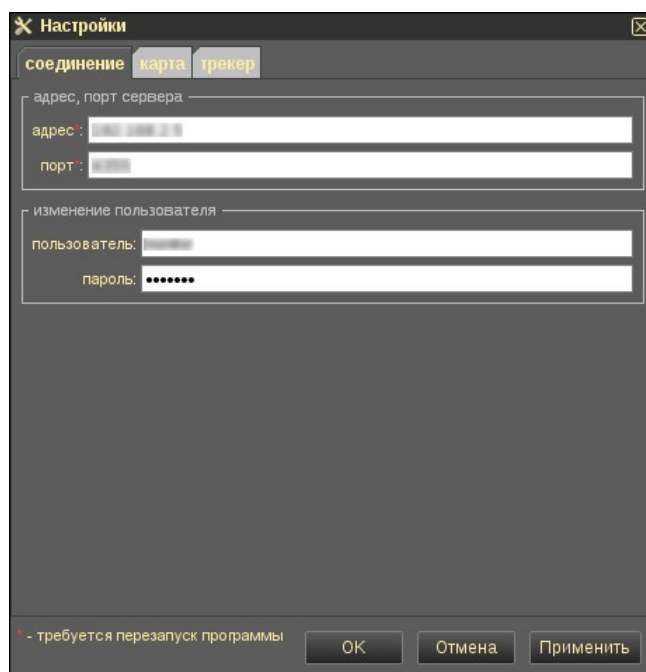 Настройки
соединение карта трекер
адрес, порт сервера
адрес*:
порт*:
изменение пользователя
пользователь:
пароль: •••••••
* - требуется перезапуск программы
OK Отмена Применить